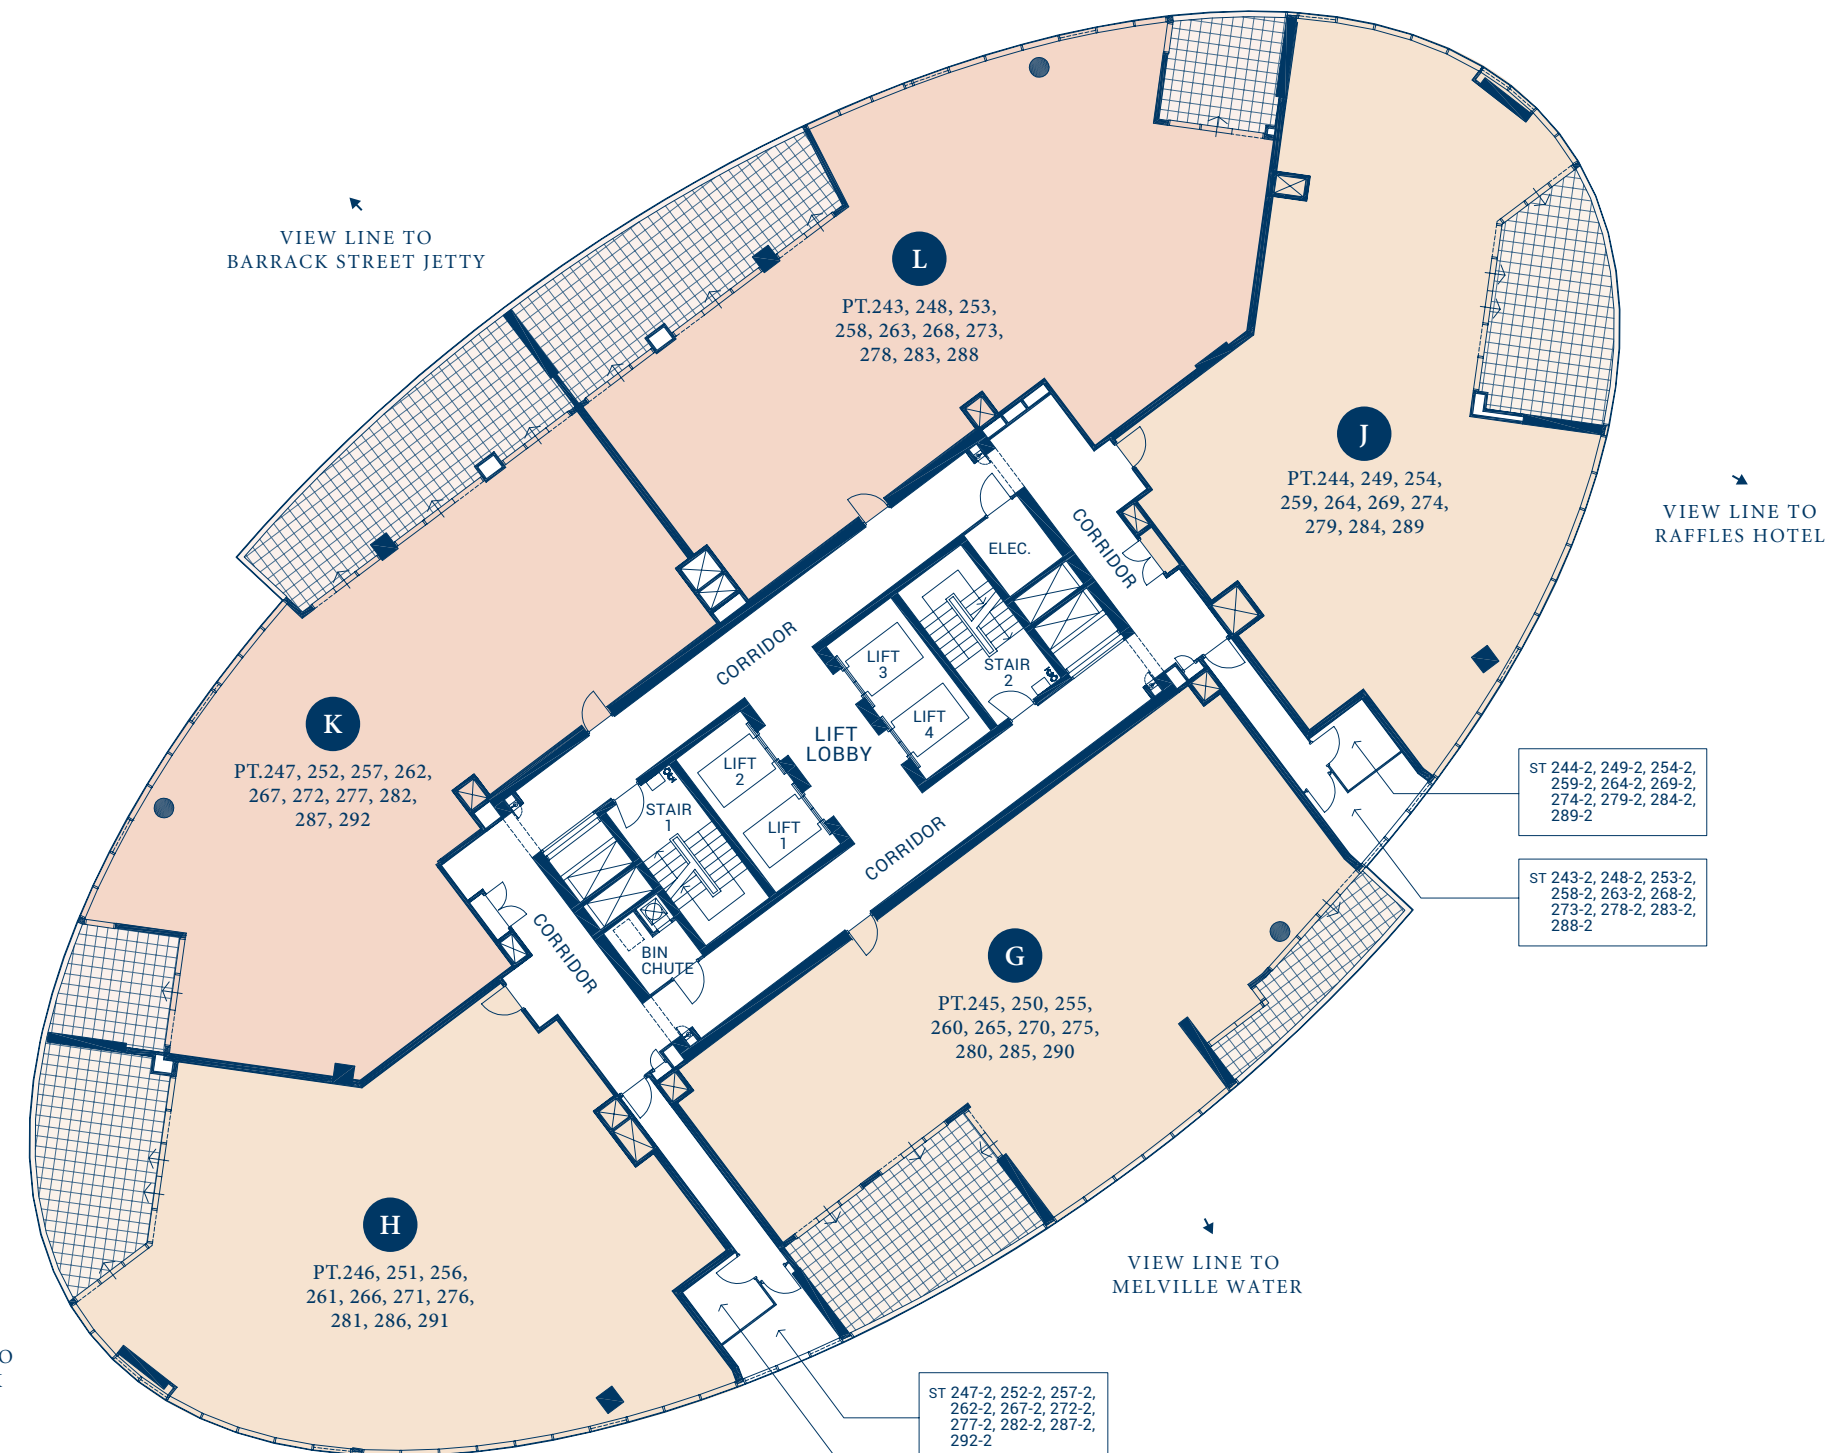 VIEW LINE TO
BARRACK STREET JETTY
L
PT.243, 248, 253,
258, 263, 268, 273,
278, 283, 288
J
PT.244, 249, 254,
259, 264, 269, 274,
279, 284, 289
VIEW LINE TO
RAFFLES HOTEL
CORRIDOR
ELEC.
CORRIDOR
LIFT
3
STAIR
2
LIFT
4
LIFT
LOBBY
K
PT.247, 252, 257, 262,
267, 272, 277, 282,
287, 292
LIFT
2
STAIR
1
LIFT
1
CORRIDOR
CORRIDOR
BIN
CHUTE
ST 244-2, 249-2, 254-2,
259-2, 264-2, 269-2,
274-2, 279-2, 284-2,
289-2
ST 243-2, 248-2, 253-2,
258-2, 263-2, 268-2,
273-2, 278-2, 283-2,
288-2
G
PT.245, 250, 255,
260, 265, 270, 275,
280, 285, 290
H
PT.246, 251, 256,
261, 266, 271, 276,
281, 286, 291
VIEW LINE TO
MELVILLE WATER
ST 247-2, 252-2, 257-2,
262-2, 267-2, 272-2,
277-2, 282-2, 287-2,
292-2